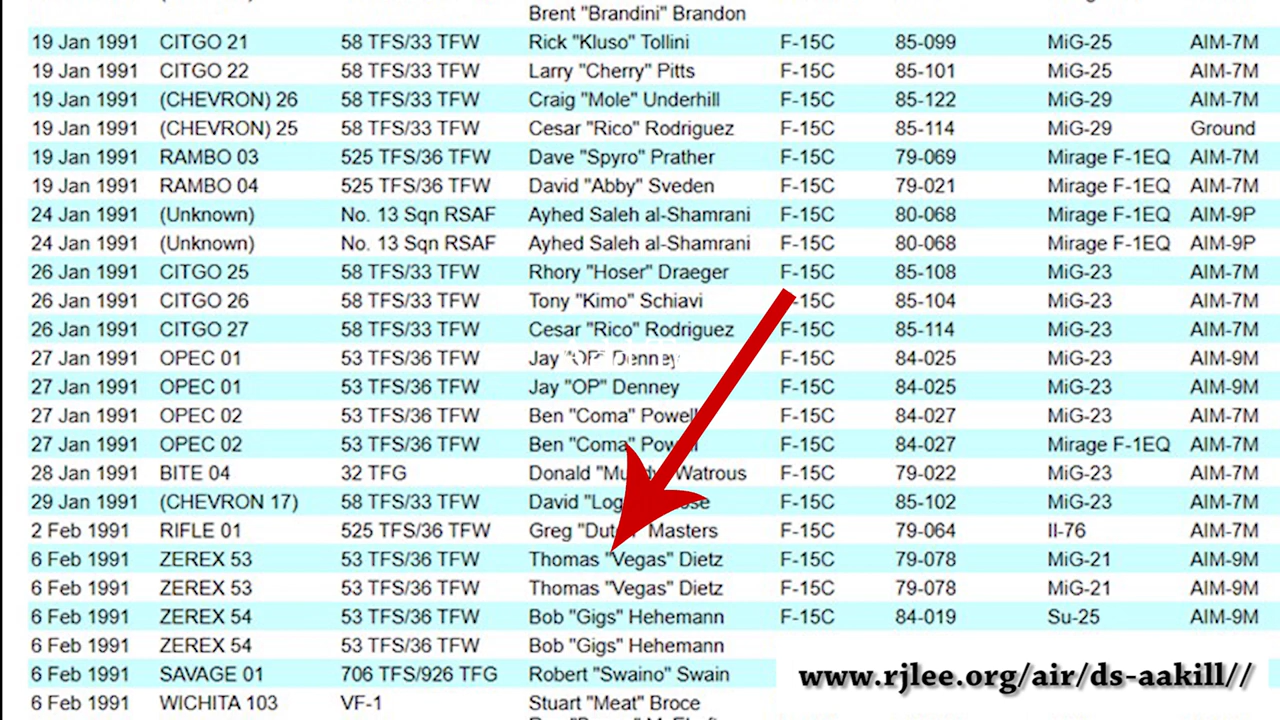 Brent "Brandini" Brandon
19 Jan 1991 CITGO 21 58 TFS/33 TFW Rick "Kluso" Tollini F-15C 85-099 MiG-25 AIM-7M
19 Jan 1991 CITGO 22 58 TFS/33 TFW Larry "Cherry" Pitts F-15C 85-101 MiG-25 AIM-7M
19 Jan 1991 (CHEVRON) 26 58 TFS/33 TFW Craig "Mole" Underhill F-15C 85-122 MiG-29 AIM-7M
19 Jan 1991 (CHEVRON) 25 58 TFS/33 TFW Cesar "Rico" Rodriguez F-15C 85-114 MiG-29 Ground
19 Jan 1991 RAMBO 03 525 TFS/36 TFW Dave "Spyro" Prather F-15C 79-069 Mirage F-1EQ AIM-7M
19 Jan 1991 RAMBO 04 525 TFS/36 TFW David "Abby" Sveden F-15C 79-021 Mirage F-1EQ AIM-7M
24 Jan 1991 (Unknown) No. 13 Sqn RSAF Ayhed Saleh al-Shamrani F-15C 80-068 Mirage F-1EQ AIM-9P
24 Jan 1991 (Unknown) No. 13 Sqn RSAF Ayhed Saleh al-Shamrani F-15C 80-068 Mirage F-1EQ AIM-9P
26 Jan 1991 CITGO 25 58 TFS/33 TFW Rhory "Hoser" Draeger F-15C 85-108 MiG-23 AIM-7M
26 Jan 1991 CITGO 26 58 TFS/33 TFW Tony "Kimo" Schiavi -15C 85-104 MiG-23 AIM-7M
26 Jan 1991 CITGO 27 58 TFS/33 TFW Cesar "Rico" Rodriguez F-15C 85-114 MiG-23 AIM-7M
27 Jan 1991 OPEC 01 53 TFS/36 TFW Jay "OP" Denney F-15C 84-025 MiG-23 AIM-9M
27 Jan 1991 OPEC 01 53 TFS/36 TFW Jay "OP" Denney F-15C 84-025 MiG-23 AIM-9M
27 Jan 1991 OPEC 02 53 TFS/36 TFW Ben "Coma" Powell F-15C 84-027 MiG-23 AIM-7M
27 Jan 1991 OPEC 02 53 TFS/36 TFW Ben "Coma" F-15C 84-027 Mirage F-1EQ AIM-7M
28 Jan 1991 BITE 04 32 TFG Donald Watrous F-15C 79-022 MiG-23 AIM-7M
29 Jan 1991 (CHEVRON 17) 58 TFS/33 TFW David F-15C 85-102 MiG-23 AIM-7M
2 Feb 1991 RIFLE 01 525 TFS/36 TFW Greg Masters F-15C 79-064 Il-76 AIM-7M
6 Feb 1991 ZEREX 53 53 TFS/36 TFW Thomas "Vegas" Dietz F-15C 79-078 MiG-21 AIM-9M
6 Feb 1991 ZEREX 53 53 TFS/36 TFW Thomas "Vegas" Dietz F-15C 79-078 MiG-21 AIM-9M
6 Feb 1991 ZEREX 54 53 TFS/36 TFW Bob "Gigs" Hehemann F-15C 84-019 Su-25 AIM-9M
6 Feb 1991 ZEREX 54 53 TFS/36 TFW Bob "Gigs" Hehemann
6 Feb 1991 SAVAGE 01 706 TFS/926 TFG Robert "Swaino" Swain
www.rjlee.org/air/ds-aakill//
6 Feb 1991 WICHITA 103 VF-1 Stuart "Meat" Broce